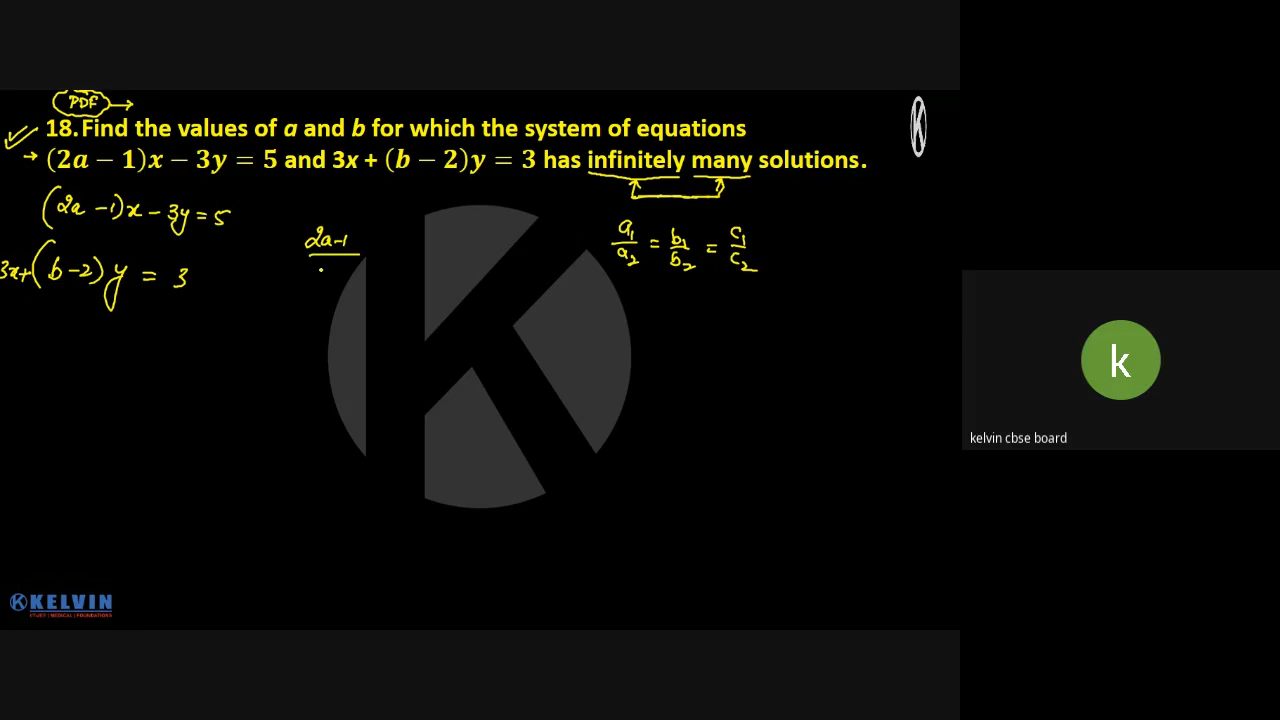 PDF →
18. Find the values of a and b for which the system of equations
→ (2a − 1)x − 3y = 5 and 3x + (b − 2)y = 3 has infinitely many solutions.
(2a −1)x − 3y = 5
3x+(b −2)y = 3
2a−1
a₁/a₂ = b₁/b₂ = c₁/c₂
K
k
kelvin cbse board
KELVIN